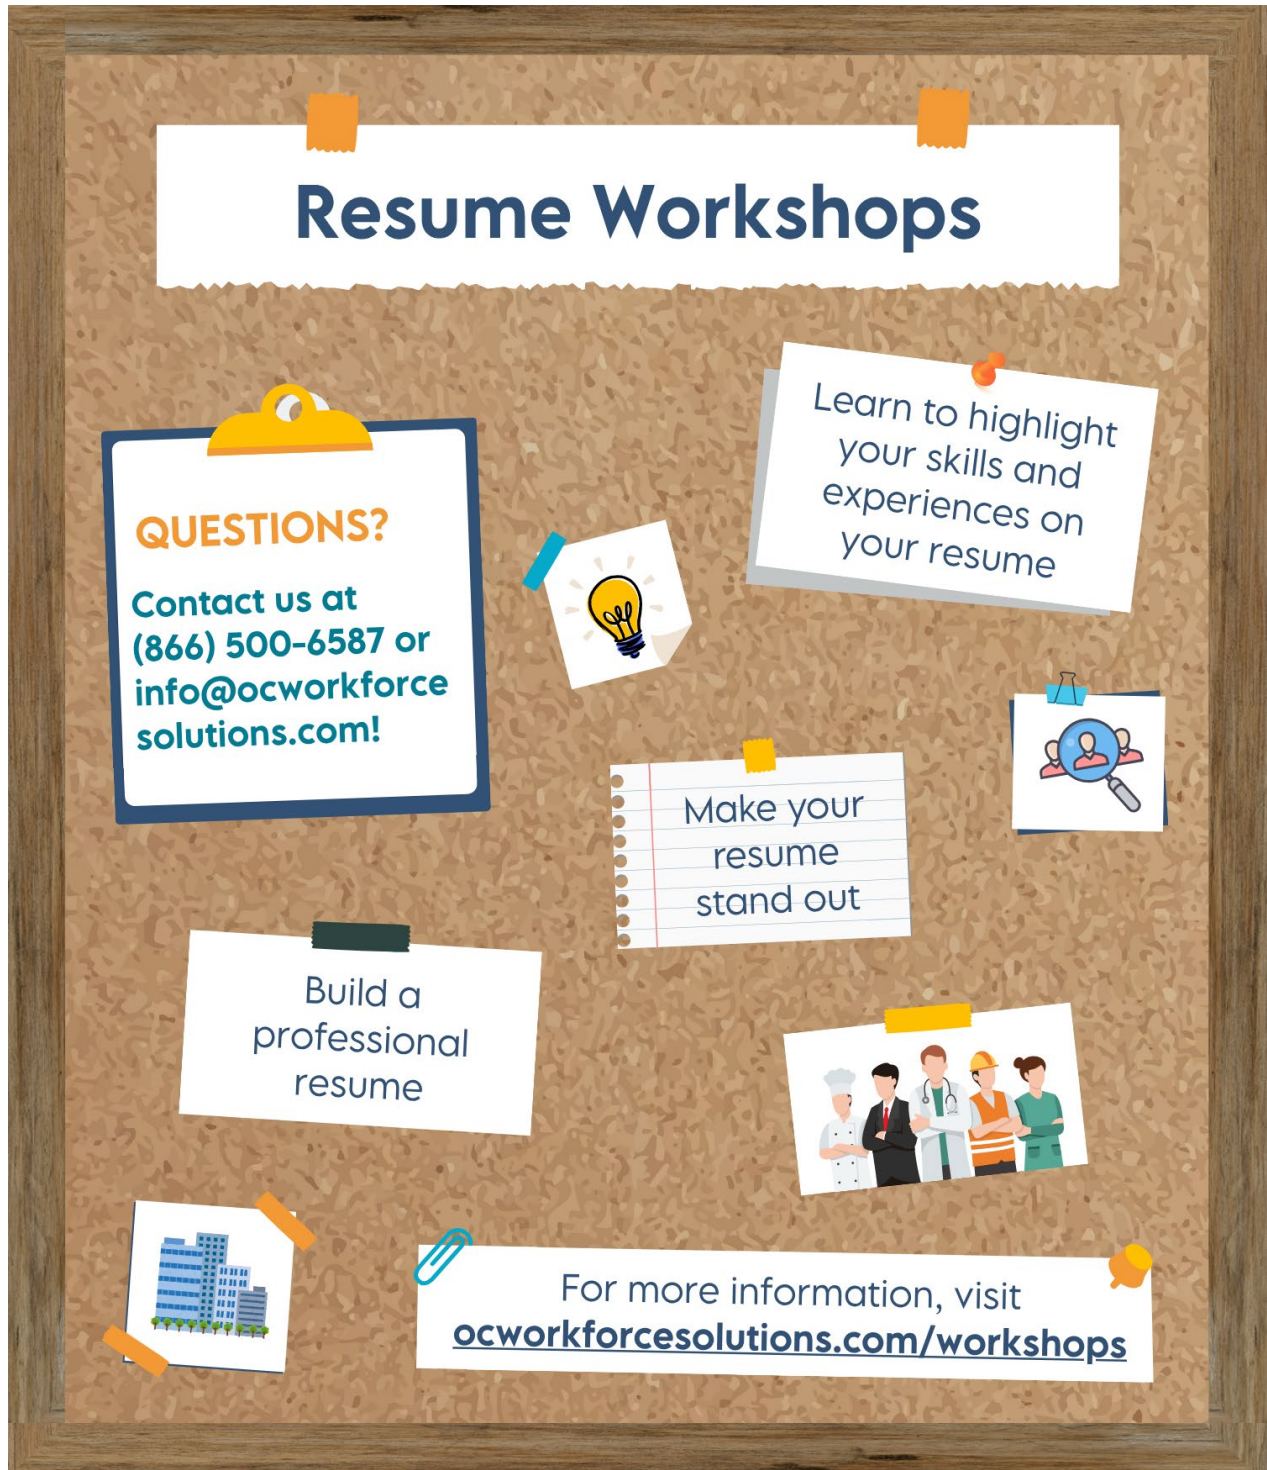 Resume Workshops
Learn to highlight
your skills and
experiences on
your resume
QUESTIONS?
Contact us at
(866) 500-6587 or
info@ocworkforce
solutions.com!
Make your
resume
stand out
Build a
professional
resume
For more information, visit
ocworkforcesolutions.com/workshops